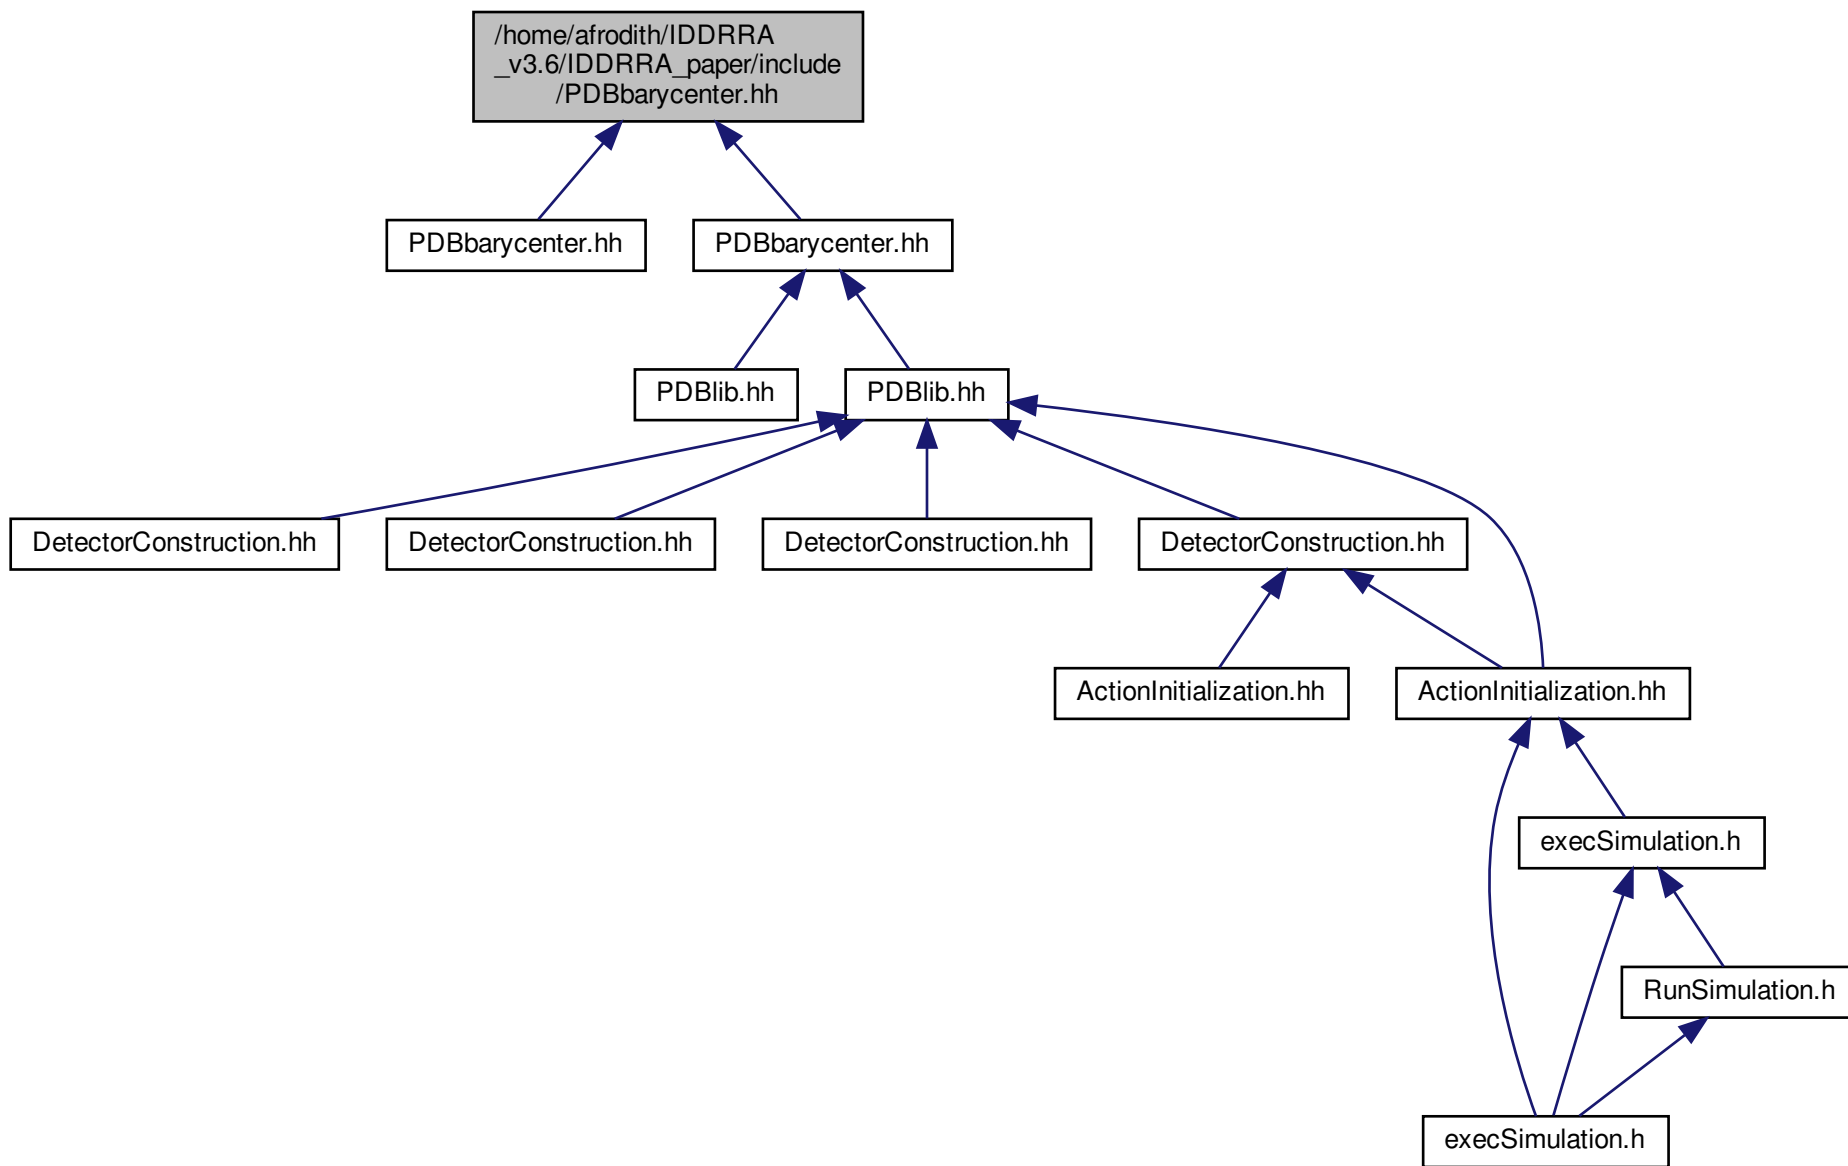 /home/afrodith/IDDRRA
_v3.6/IDDRRA_paper/include
/PDBbarycenter.hh
PDBbarycenter.hh
PDBbarycenter.hh
PDBlib.hh
PDBlib.hh
DetectorConstruction.hh
DetectorConstruction.hh
DetectorConstruction.hh
DetectorConstruction.hh
ActionInitialization.hh
ActionInitialization.hh
execSimulation.h
RunSimulation.h
execSimulation.h